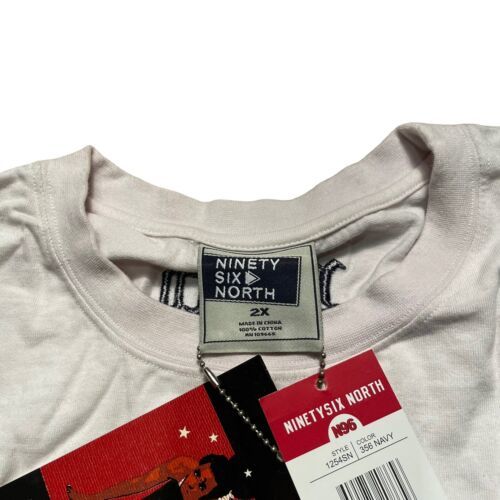 NINETY
SIX
NORTH
2X
MADE IN CHINA
100% COTTON
NINETYSIX NORTH
N96
STYLE
1254SN
COLOR
356 NAVY